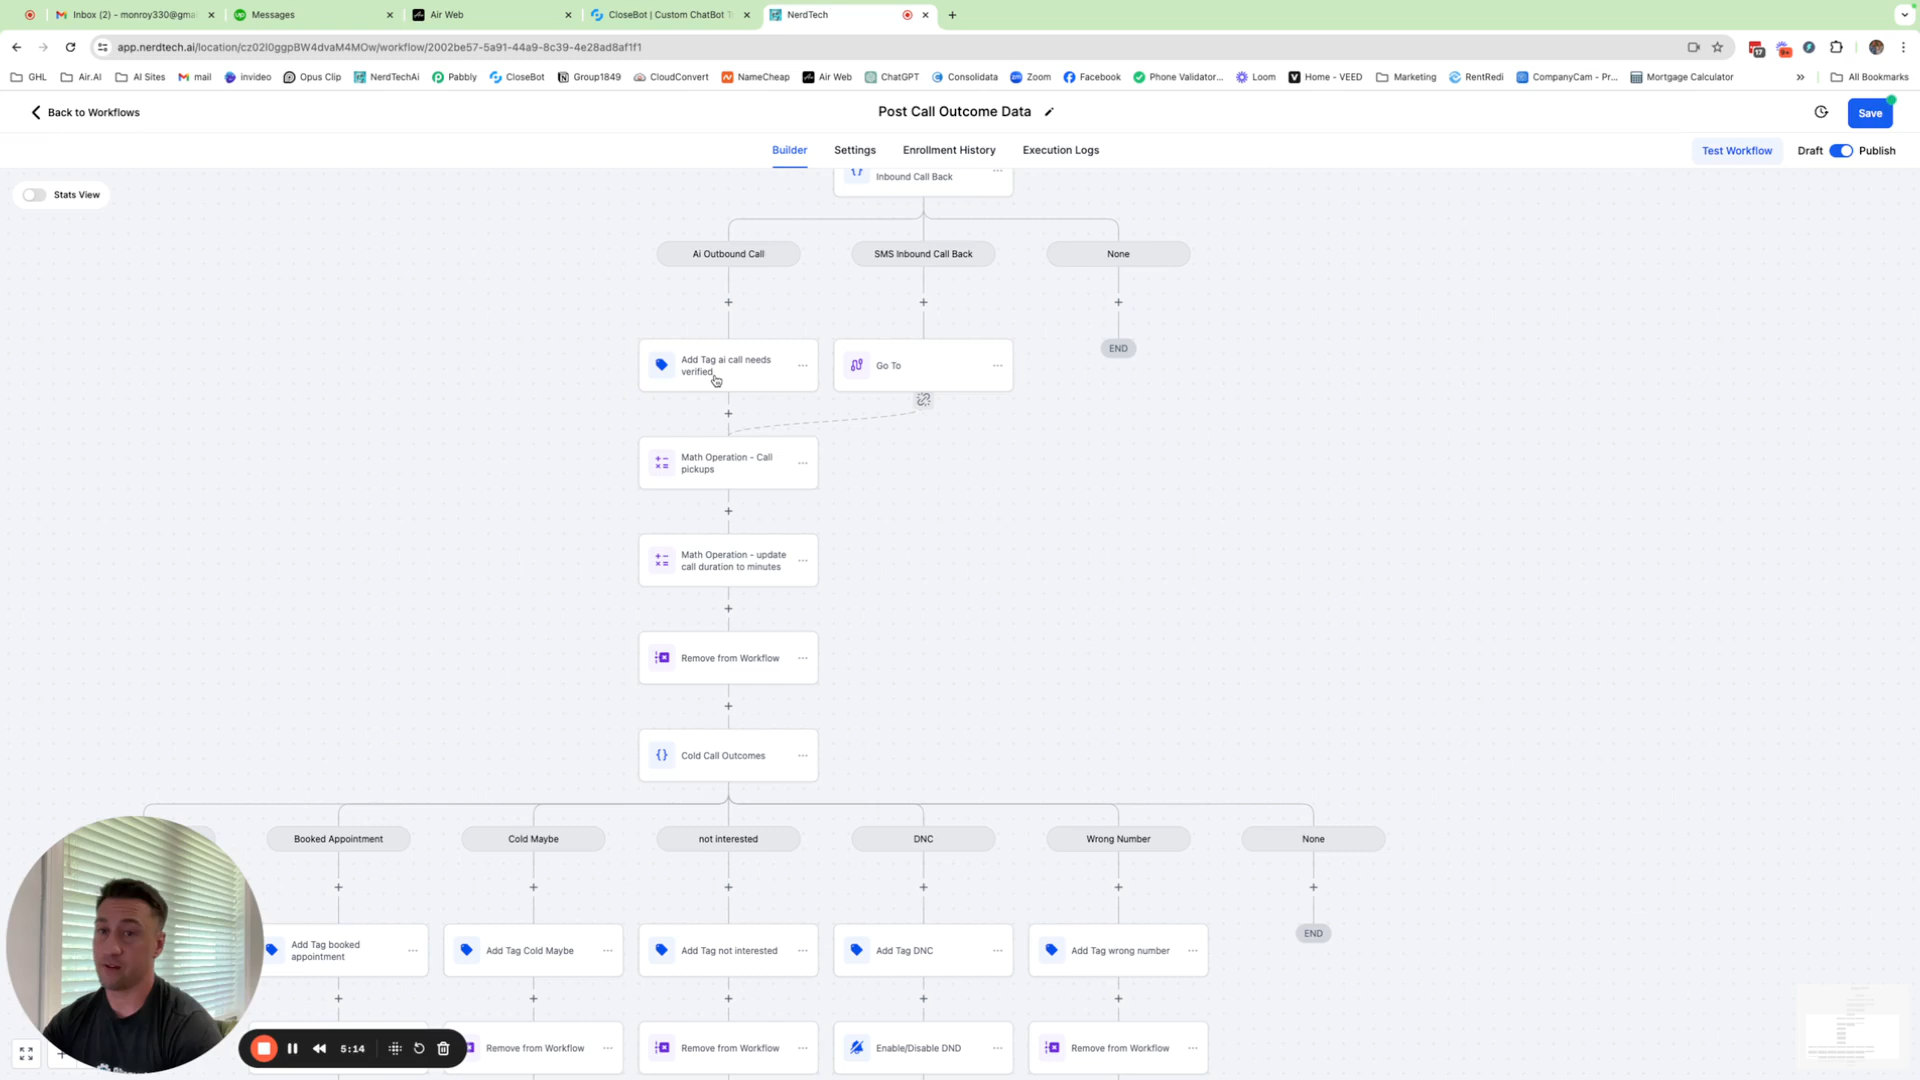 Inbox (2) - monroy330@gma
Messages
Air Web
CloseBot | Custom ChatBot T
NerdTech
app.nerdtech.ai/location/cz02I0ggpBW4dvaM4MOw/workflow/2002be57-5a91-44a9-8c39-4e28ad8af1f1
17
9+
GHL
Air.AI
AI Sites
mail
invideo
Opus Clip
NerdTechAi
Pabbly
CloseBot
Group1849
CloudConvert
NameCheap
Air Web
ChatGPT
Consolidata
Zoom
Facebook
Phone Validator...
Loom
Home - VEED
Marketing
RentRedi
CompanyCam - Pr...
Mortgage Calculator
All Bookmarks
Back to Workflows
Post Call Outcome Data
Save
Builder
Settings
Enrollment History
Execution Logs
Test Workflow
Draft
Publish
Stats View
Inbound Call Back
Ai Outbound Call
SMS Inbound Call Back
None
Add Tag ai call needs
verified
Go To
END
Math Operation - Call
pickups
Math Operation - update
call duration to minutes
Remove from Workflow
Cold Call Outcomes
Booked Appointment
Cold Maybe
not interested
DNC
Wrong Number
None
Add Tag booked
appointment
Add Tag Cold Maybe
Add Tag not interested
Add Tag DNC
Add Tag wrong number
END
5:14
Remove from Workflow
Remove from Workflow
Enable/Disable DND
Remove from Workflow